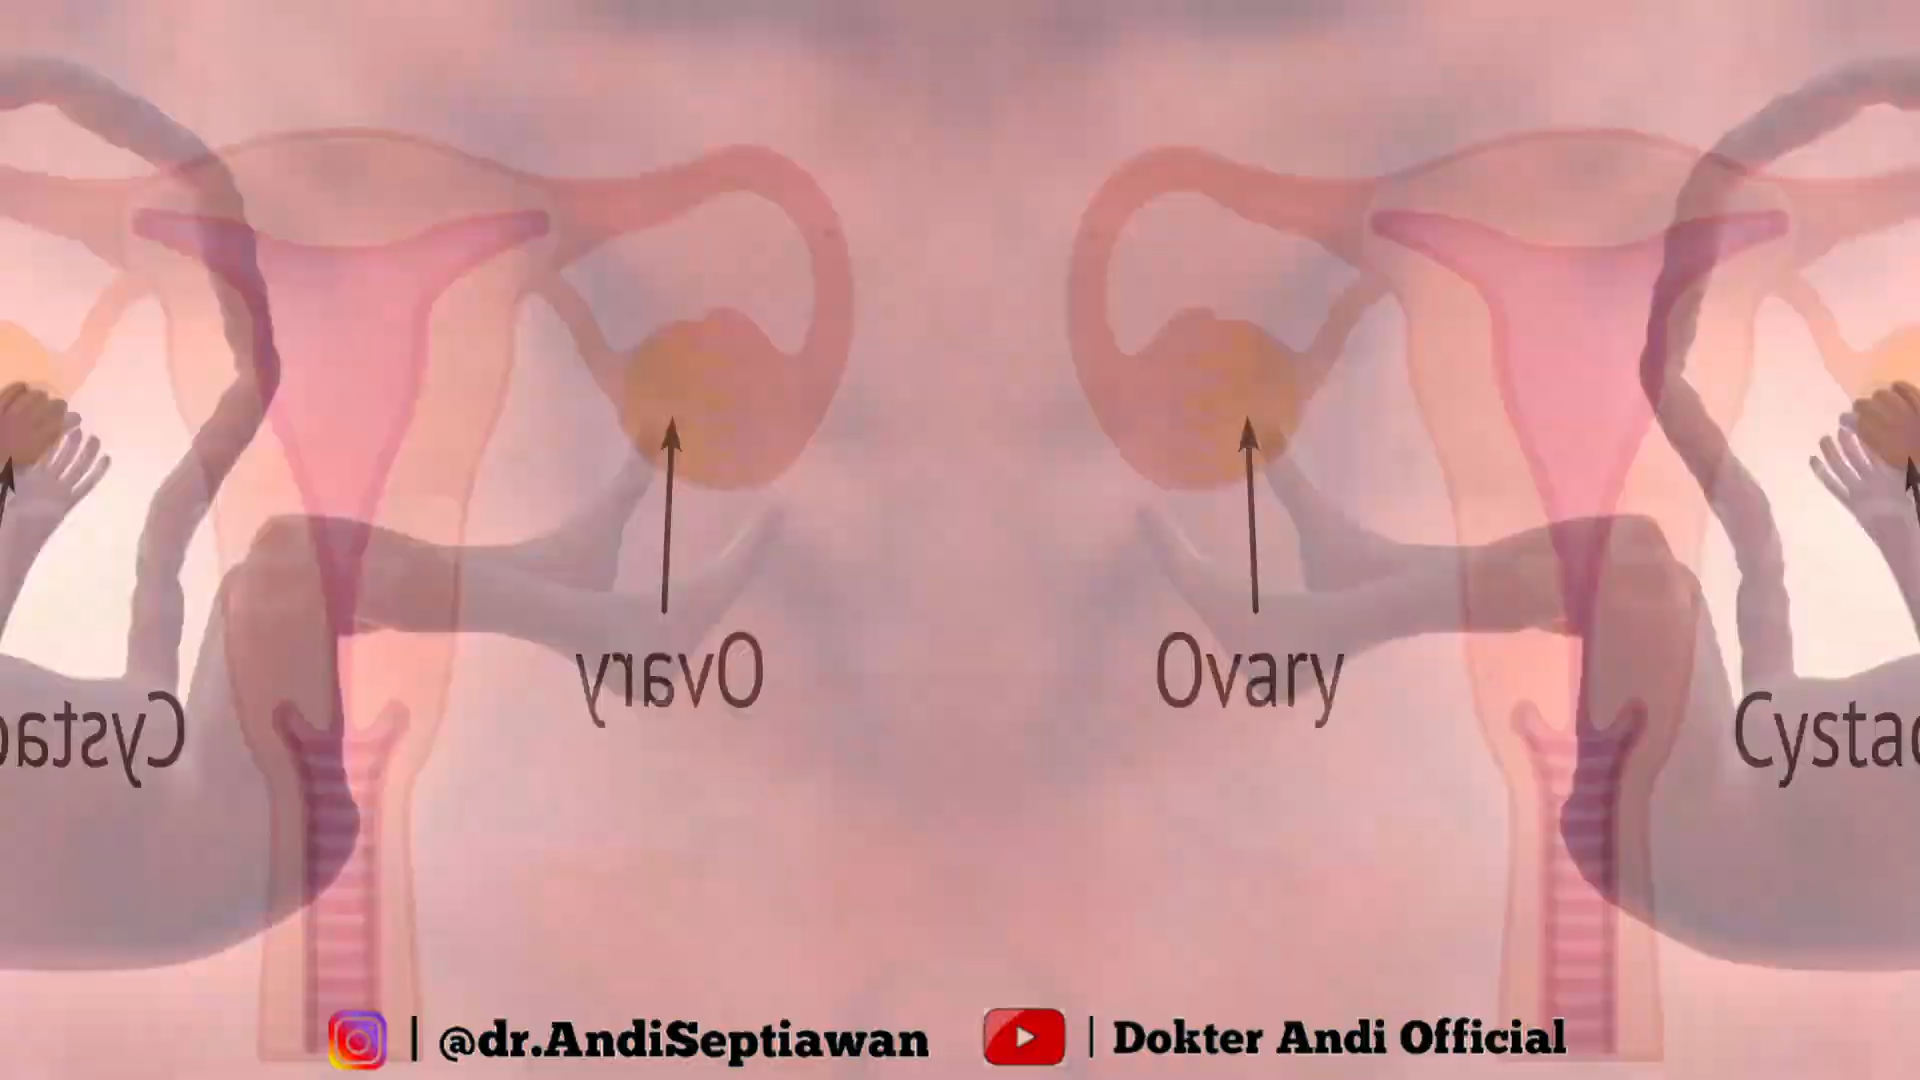 Ovary
Ovary
| @dr.AndiSeptiawan
| Dokter Andi Official